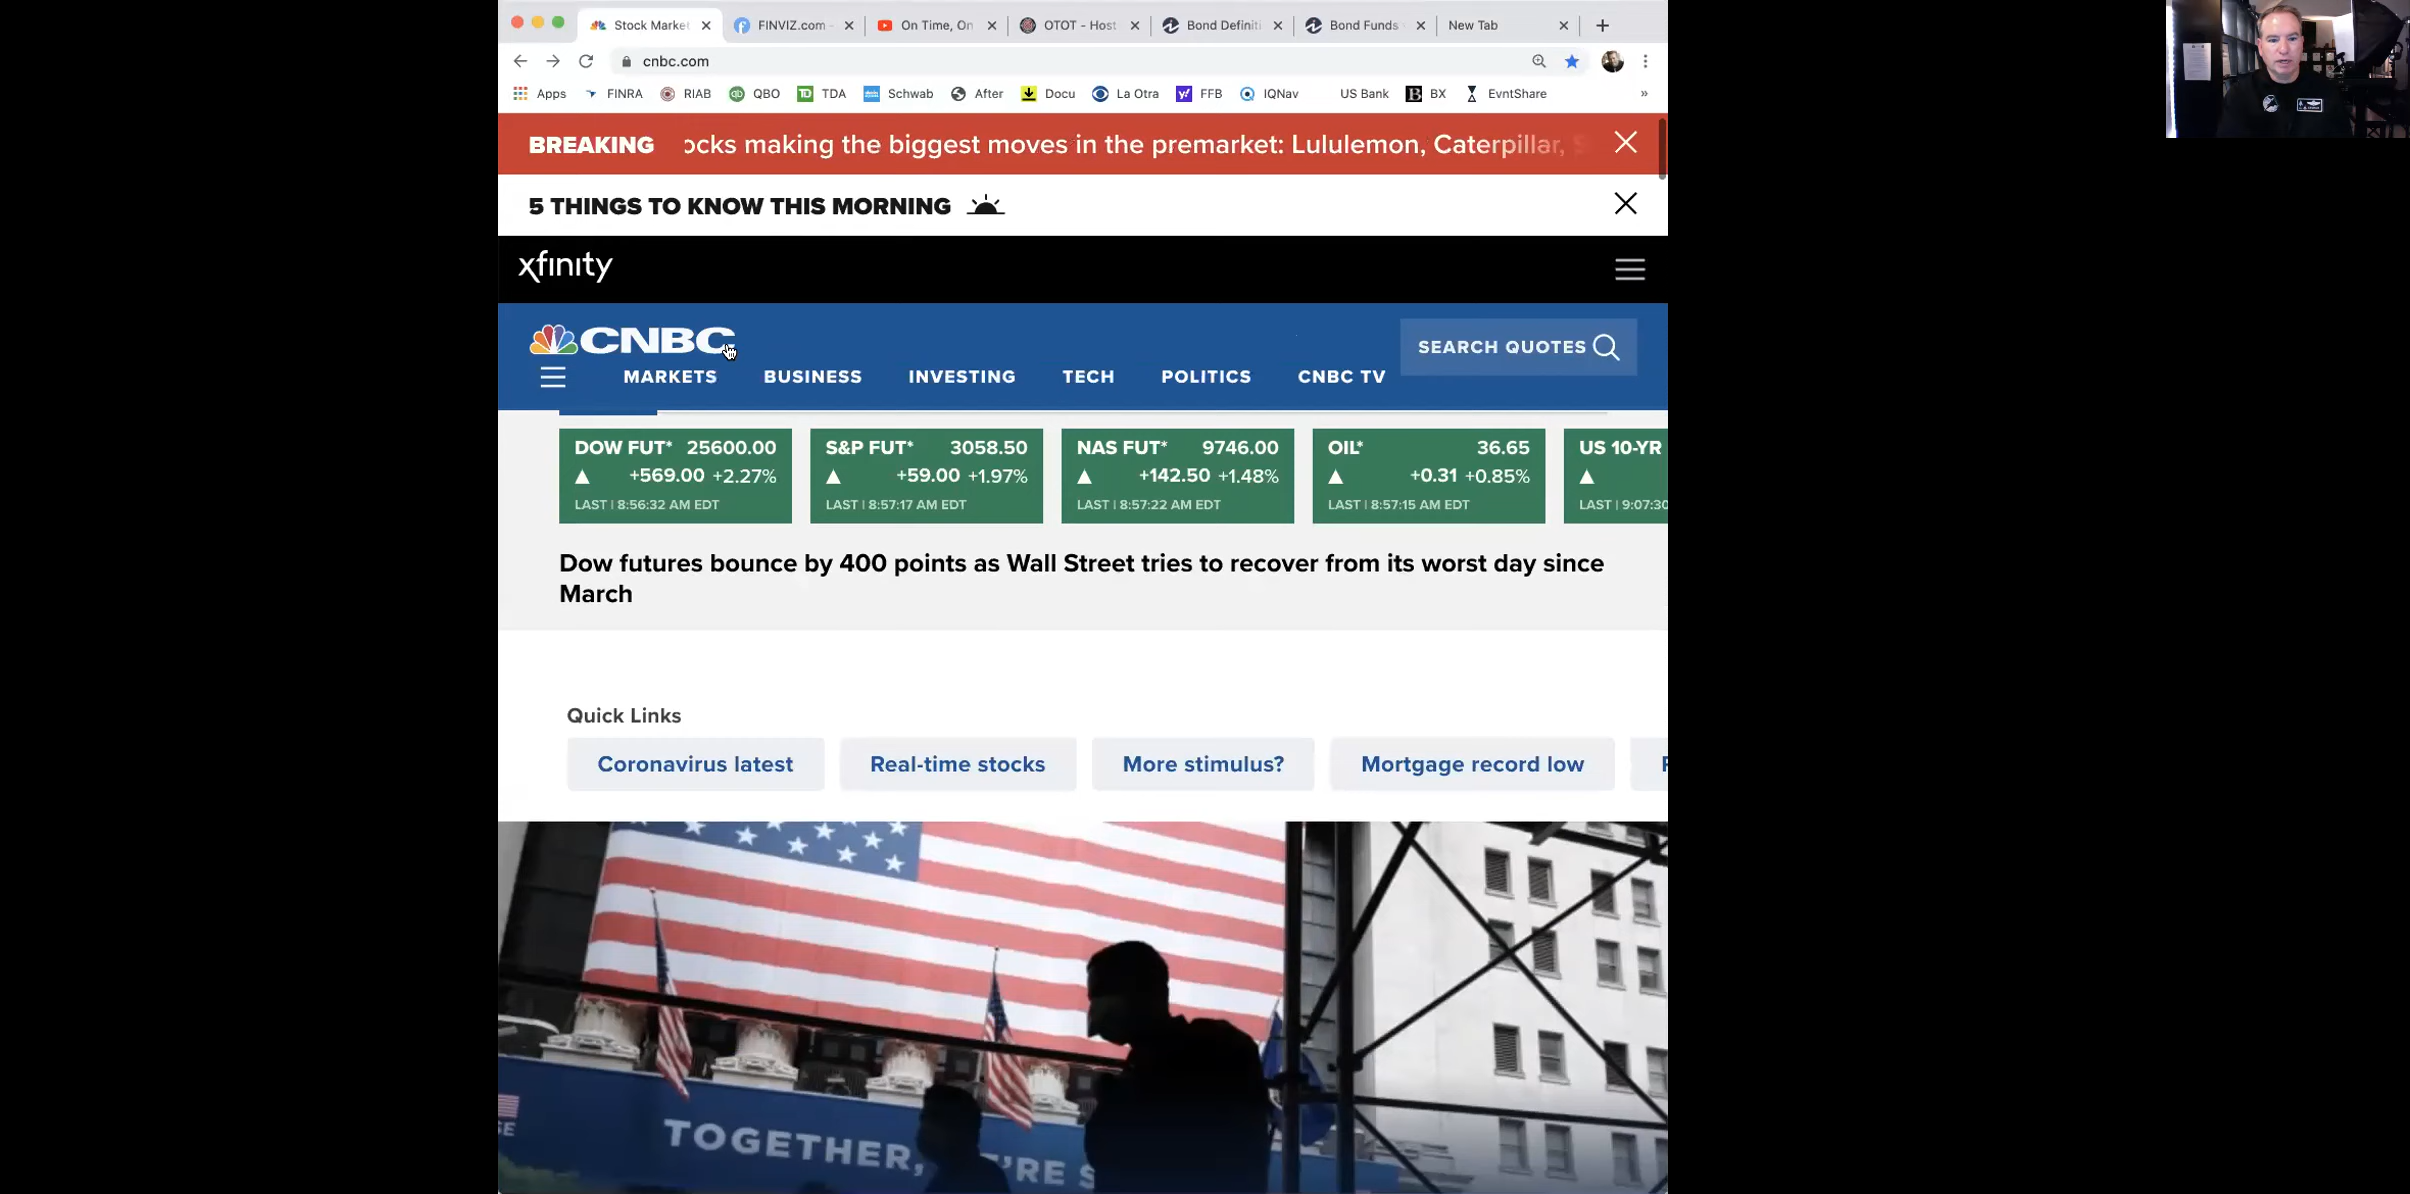 Stock Market
FINVIZ.com -
On Time, On
OTOT - Host
Bond Definiti
Bond Funds
New Tab
cnbc.com
Apps FINRA RIAB QBO TDA Schwab After Docu La Otra FFB IQNav US Bank BX EvntShare »
BREAKING ocks making the biggest moves in the premarket: Lululemon, Caterpillar, S
5 THINGS TO KNOW THIS MORNING
xfinity
CNBC
SEARCH QUOTES
MARKETS BUSINESS INVESTING TECH POLITICS CNBC TV
DOW FUT* 25600.00
+569.00 +2.27%
LAST | 8:56:32 AM EDT
S&P FUT* 3058.50
+59.00 +1.97%
LAST | 8:57:17 AM EDT
NAS FUT* 9746.00
+142.50 +1.48%
LAST | 8:57:22 AM EDT
OIL* 36.65
+0.31 +0.85%
LAST | 8:57:15 AM EDT
US 10-YR
LAST | 9:07:30
Dow futures bounce by 400 points as Wall Street tries to recover from its worst day since
March
Quick Links
Coronavirus latest
Real-time stocks
More stimulus?
Mortgage record low
TOGETHER, 'RE S